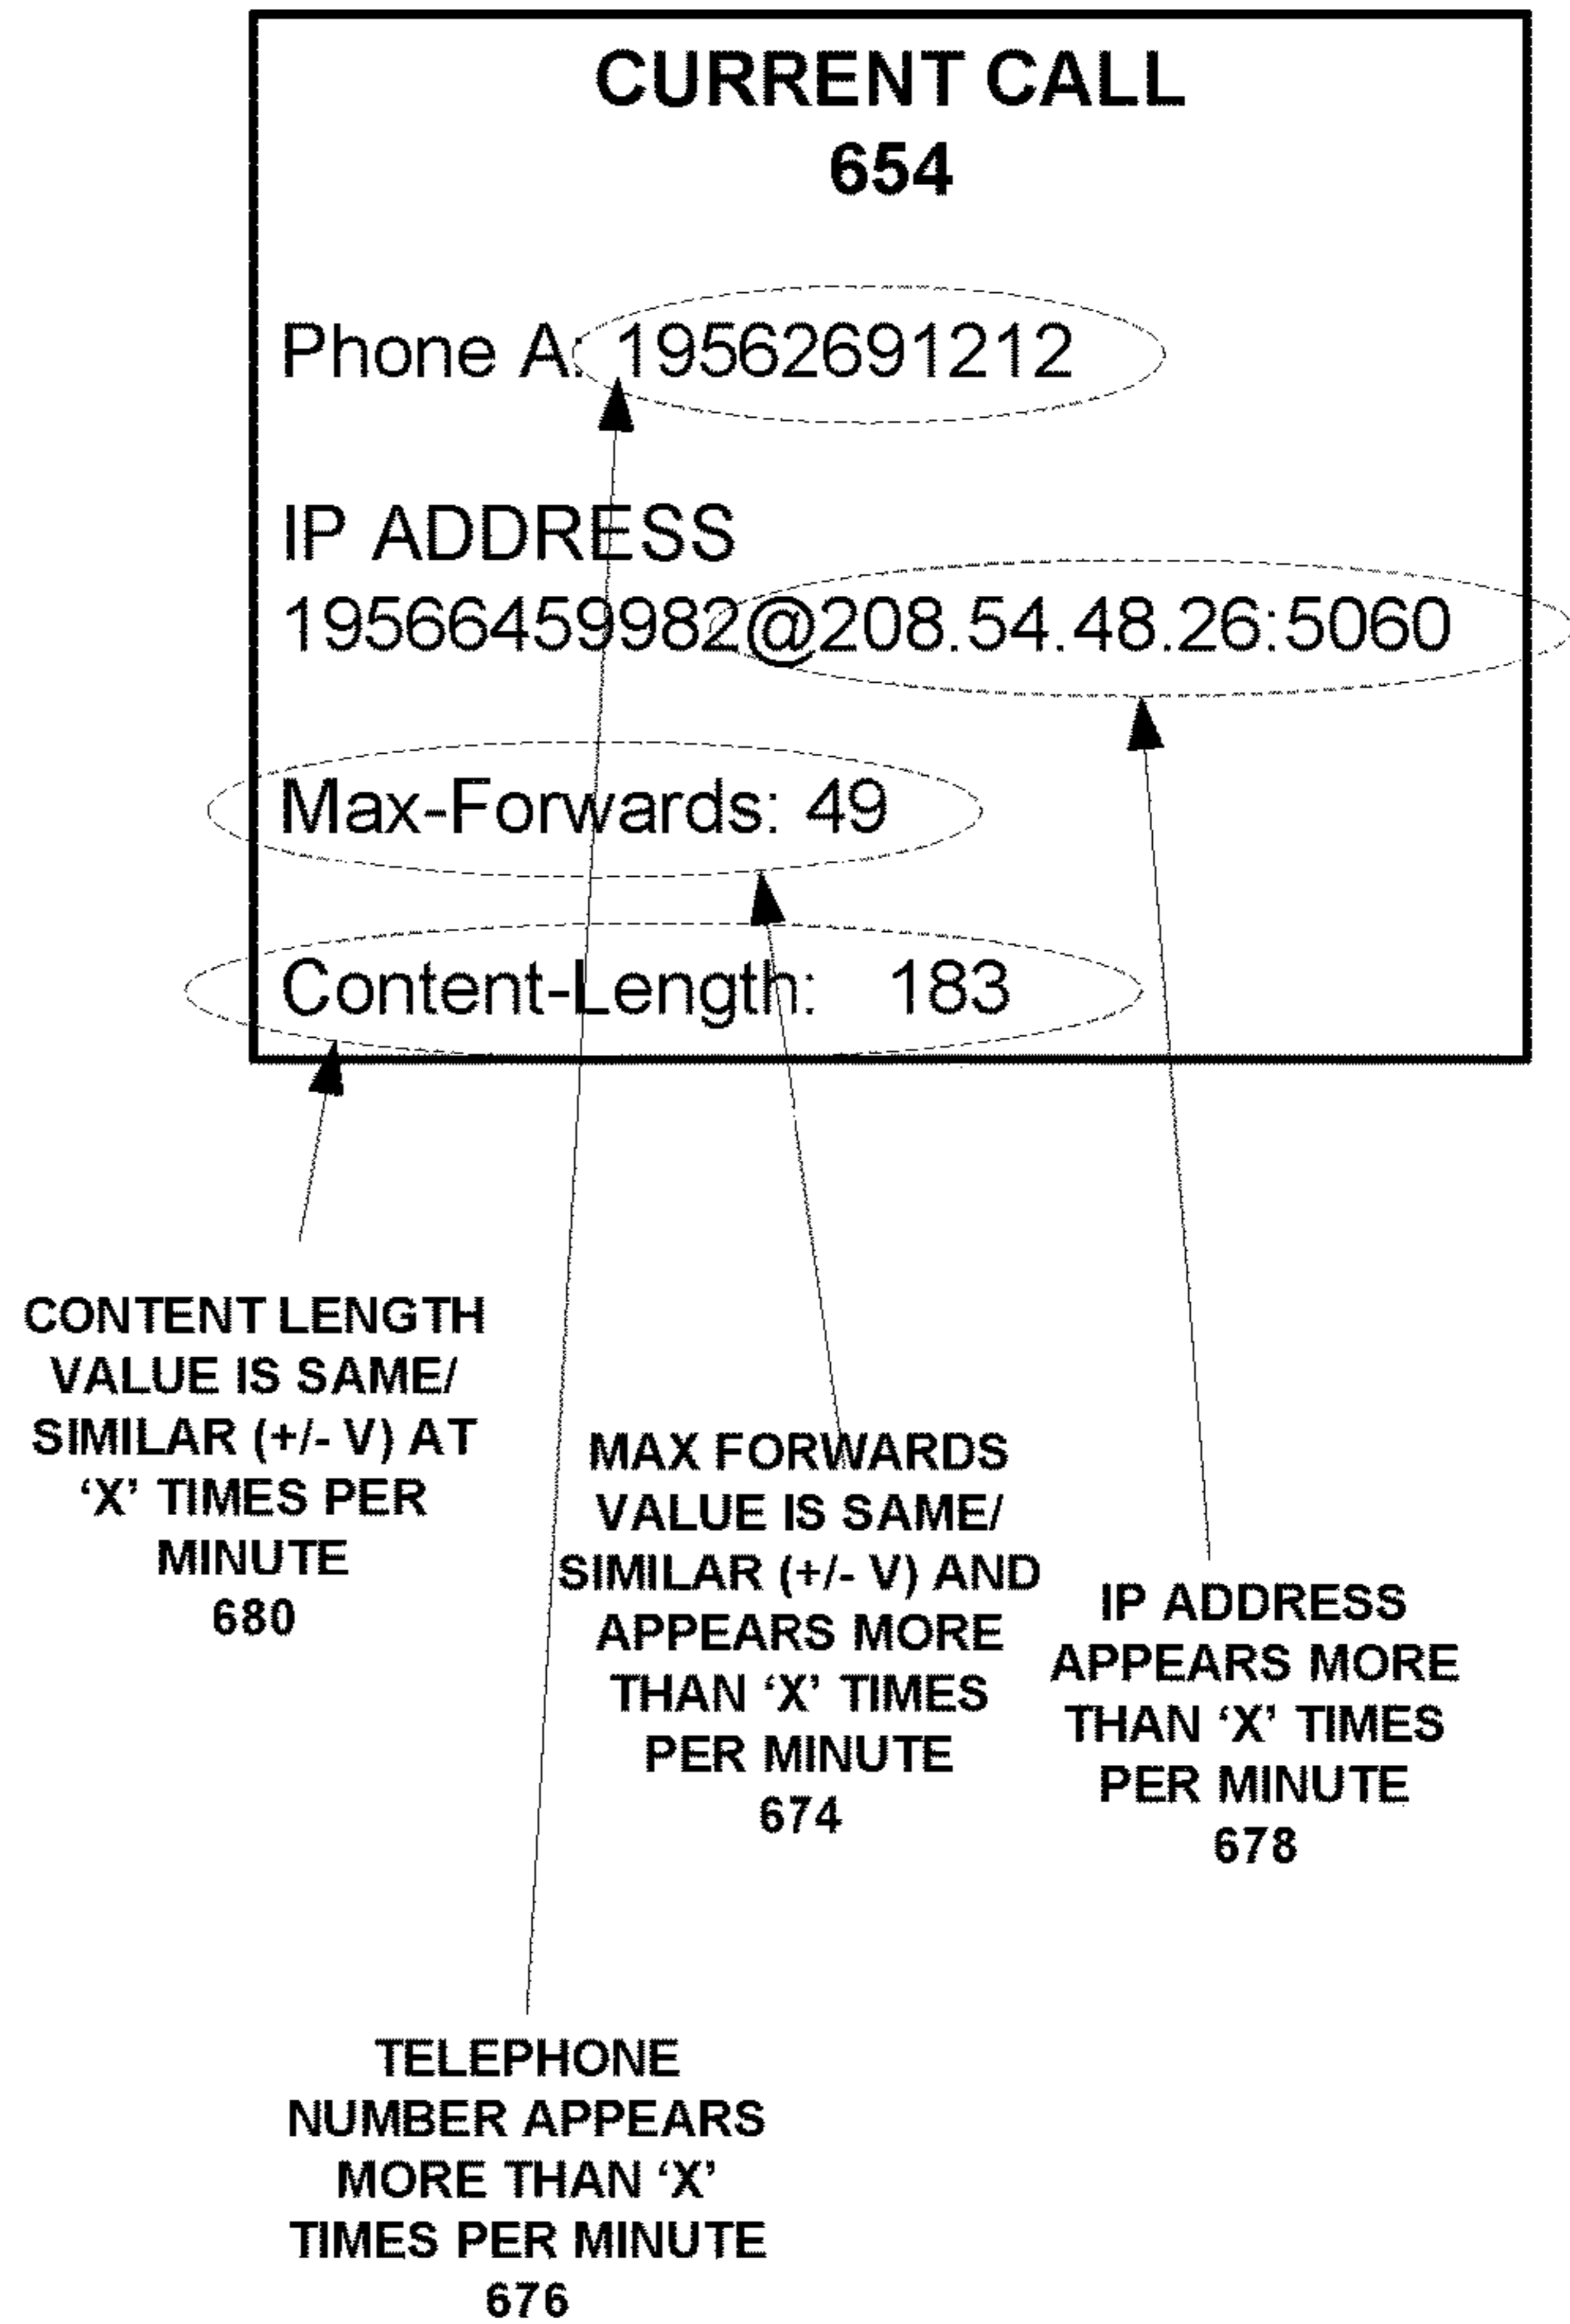 CURRENT CALL
654
Phone A: 19562691212
IP ADDRESS
19566459982@208.54.48.26:5060
Max-Forwards: 49
Content-Length: 183
CONTENT LENGTH
VALUE IS SAME/
SIMILAR (+/- V) AT
‘X’ TIMES PER
MINUTE
680
MAX FORWARDS
VALUE IS SAME/
SIMILAR (+/- V) AND
APPEARS MORE
THAN ‘X’ TIMES
PER MINUTE
674
IP ADDRESS
APPEARS MORE
THAN ‘X’ TIMES
PER MINUTE
678
TELEPHONE
NUMBER APPEARS
MORE THAN ‘X’
TIMES PER MINUTE
676